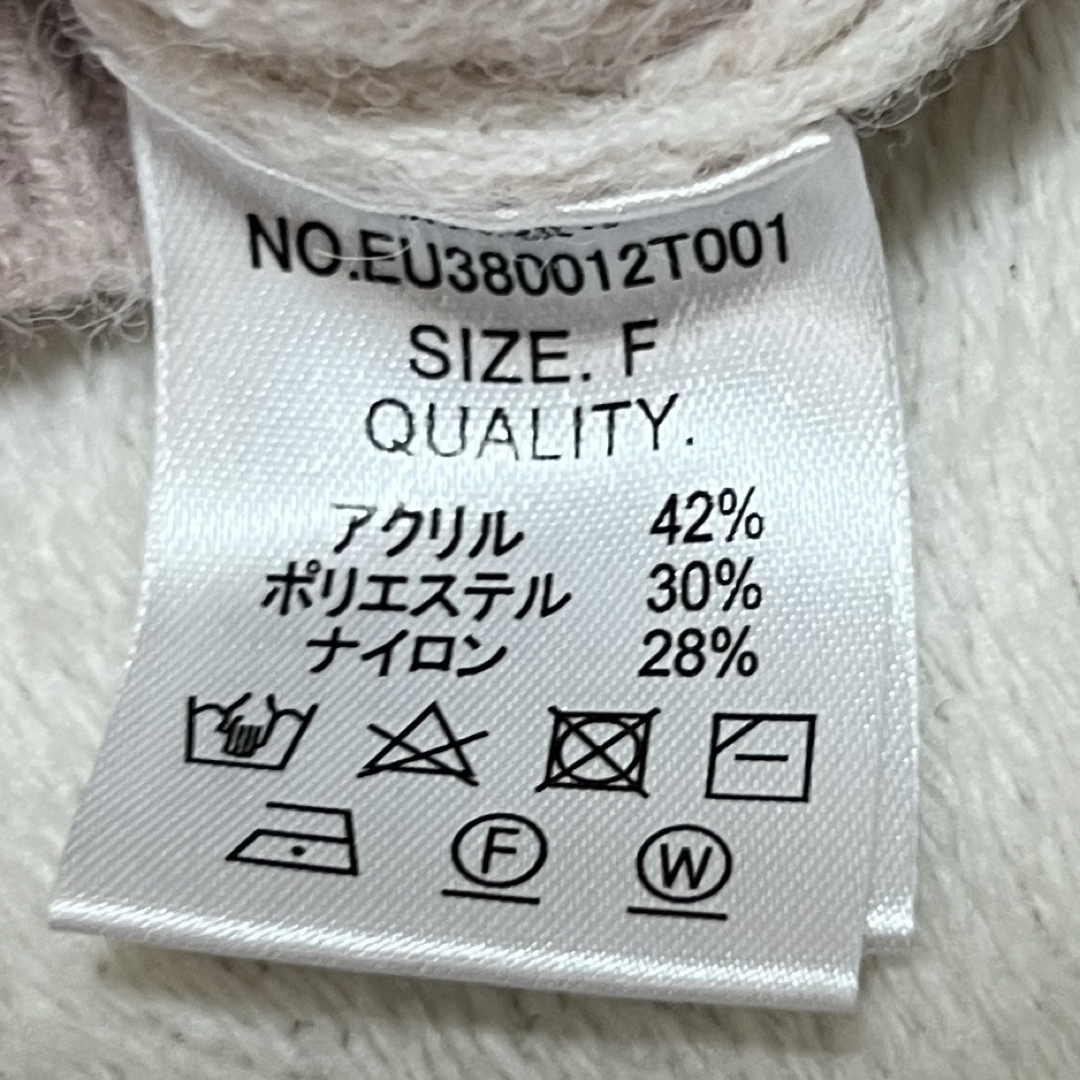 NO.EU380012T001
SIZE. F
QUALITY.
アクリル 42%
ポリエステル 30%
ナイロン 28%
F W